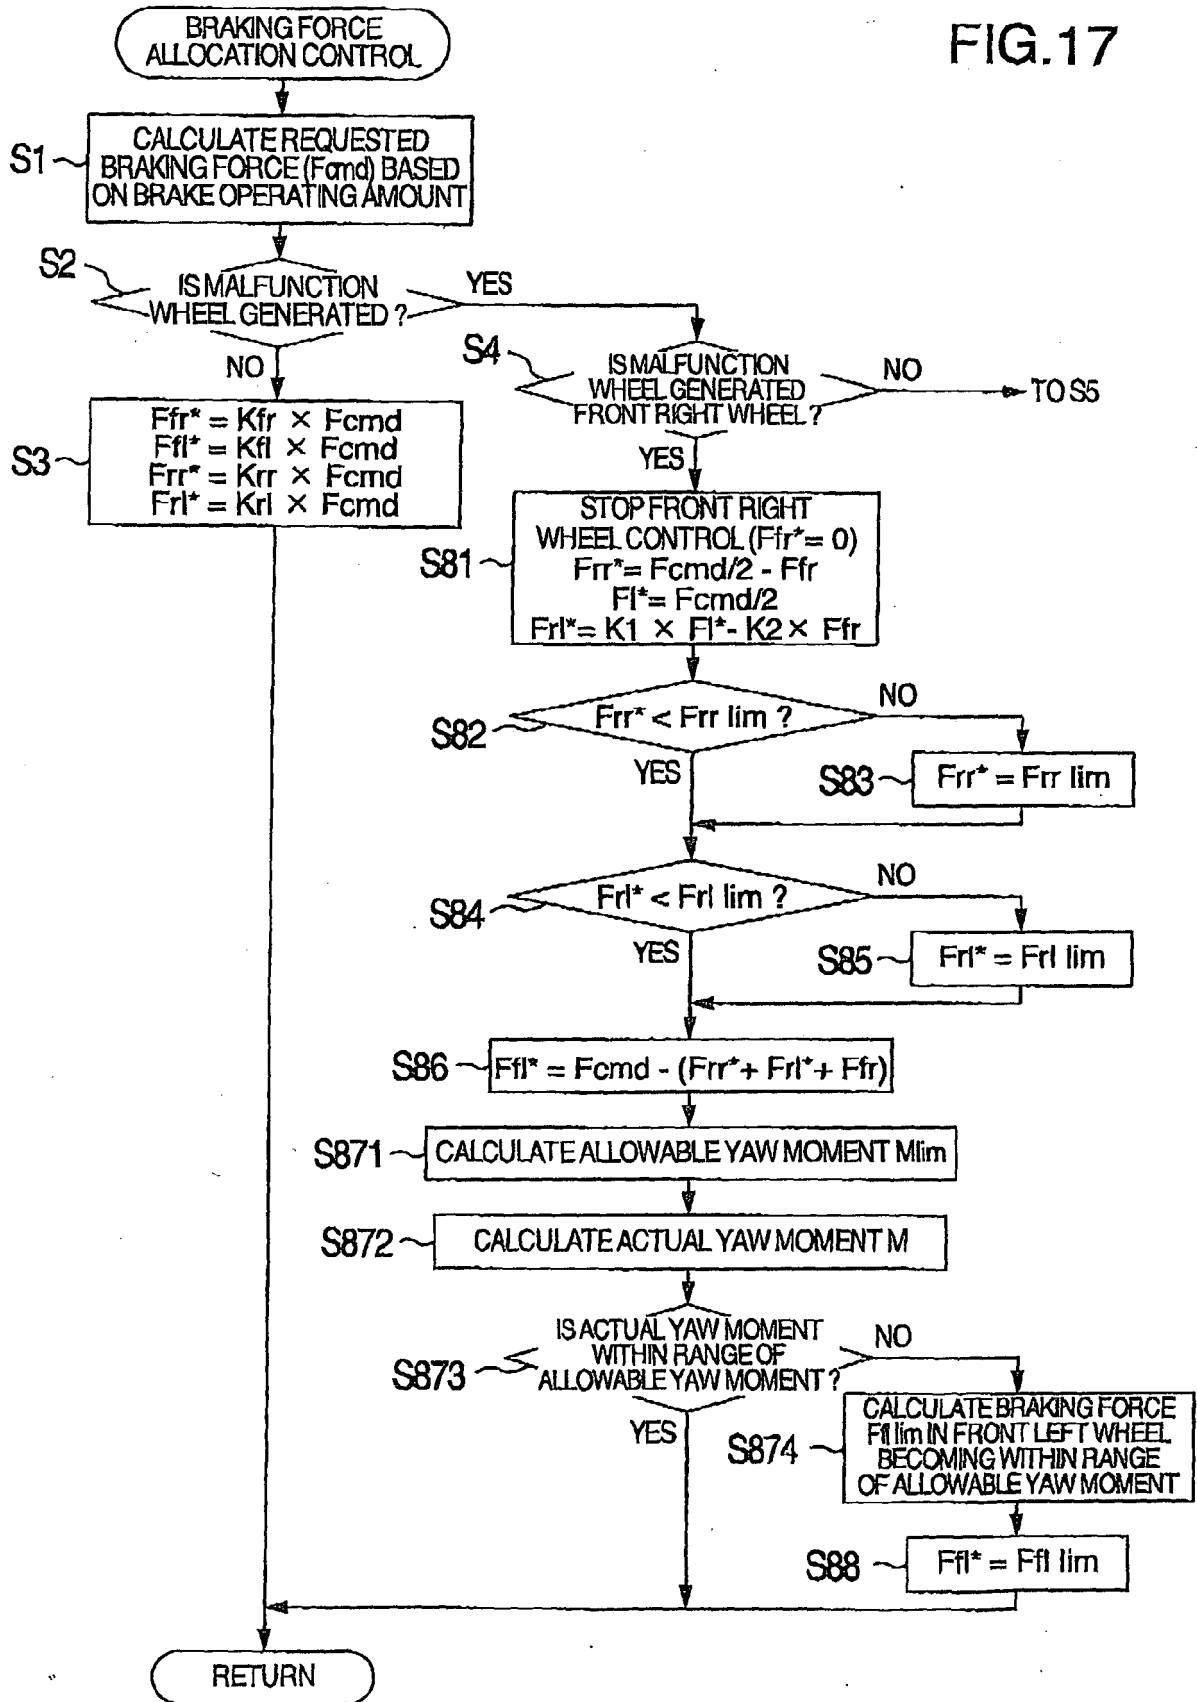 FIG.17
BRAKING FORCE
ALLOCATION CONTROL
S1
CALCULATE REQUESTED
BRAKING FORCE (Fcmd) BASED
ON BRAKE OPERATING AMOUNT
S2
IS MALFUNCTION
WHEEL GENERATED ?
YES
NO
S3
Ffr* = Kfr × Fcmd
Ffl* = Kfl × Fcmd
Frr* = Krr × Fcmd
Frl* = Krl × Fcmd
S4
IS MALFUNCTION
WHEEL GENERATED
FRONT RIGHT WHEEL ?
NO
TO S5
YES
S81
STOP FRONT RIGHT
WHEEL CONTROL (Ffr* = 0)
Frr* = Fcmd/2 - Ffr
Fl* = Fcmd/2
Frl* = K1 × Fl* - K2 × Ffr
S82
Frr* < Frr lim ?
NO
YES
S83
Frr* = Frr lim
S84
Frl* < Frl lim ?
NO
YES
S85
Frl* = Frl lim
S86
Ffl* = Fcmd - (Frr* + Frl* + Ffr)
S871
CALCULATE ALLOWABLE YAW MOMENT Mlim
S872
CALCULATE ACTUAL YAW MOMENT M
S873
IS ACTUAL YAW MOMENT
WITHIN RANGE OF
ALLOWABLE YAW MOMENT ?
NO
YES
S874
CALCULATE BRAKING FORCE
Ffl lim IN FRONT LEFT WHEEL
BECOMING WITHIN RANGE
OF ALLOWABLE YAW MOMENT
S88
Ffl* = Ffl lim
RETURN